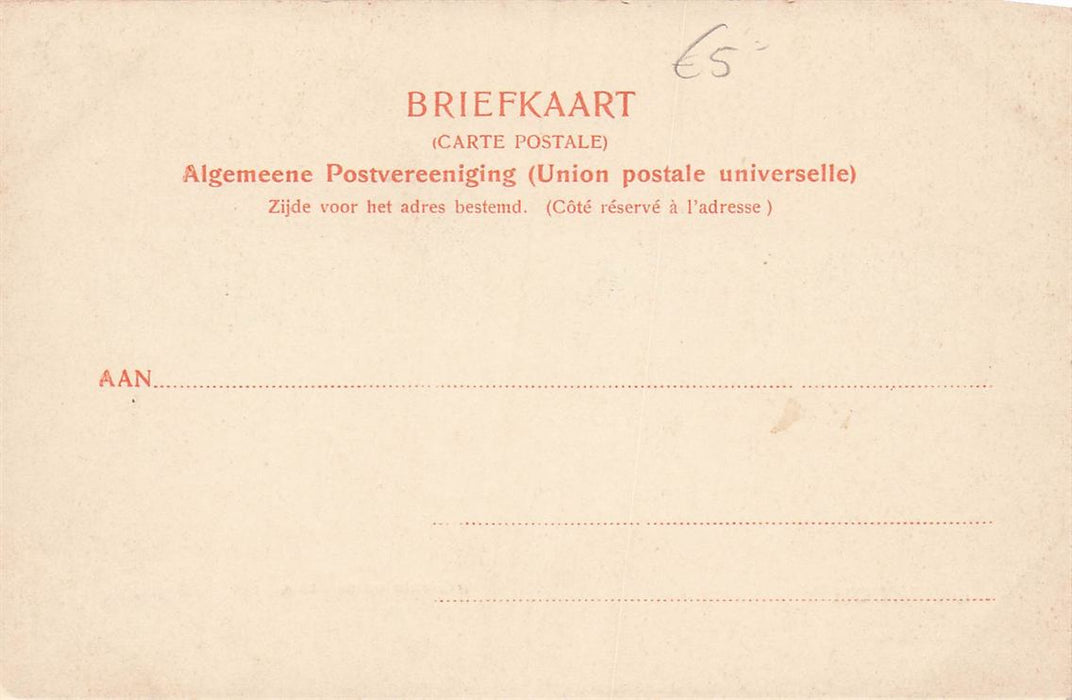 €5-
BRIEFKAART
(CARTE POSTALE)
Algemeene Postvereeniging (Union postale universelle)
Zijde voor het adres bestemd. (Côté réservé à l'adresse)
AAN